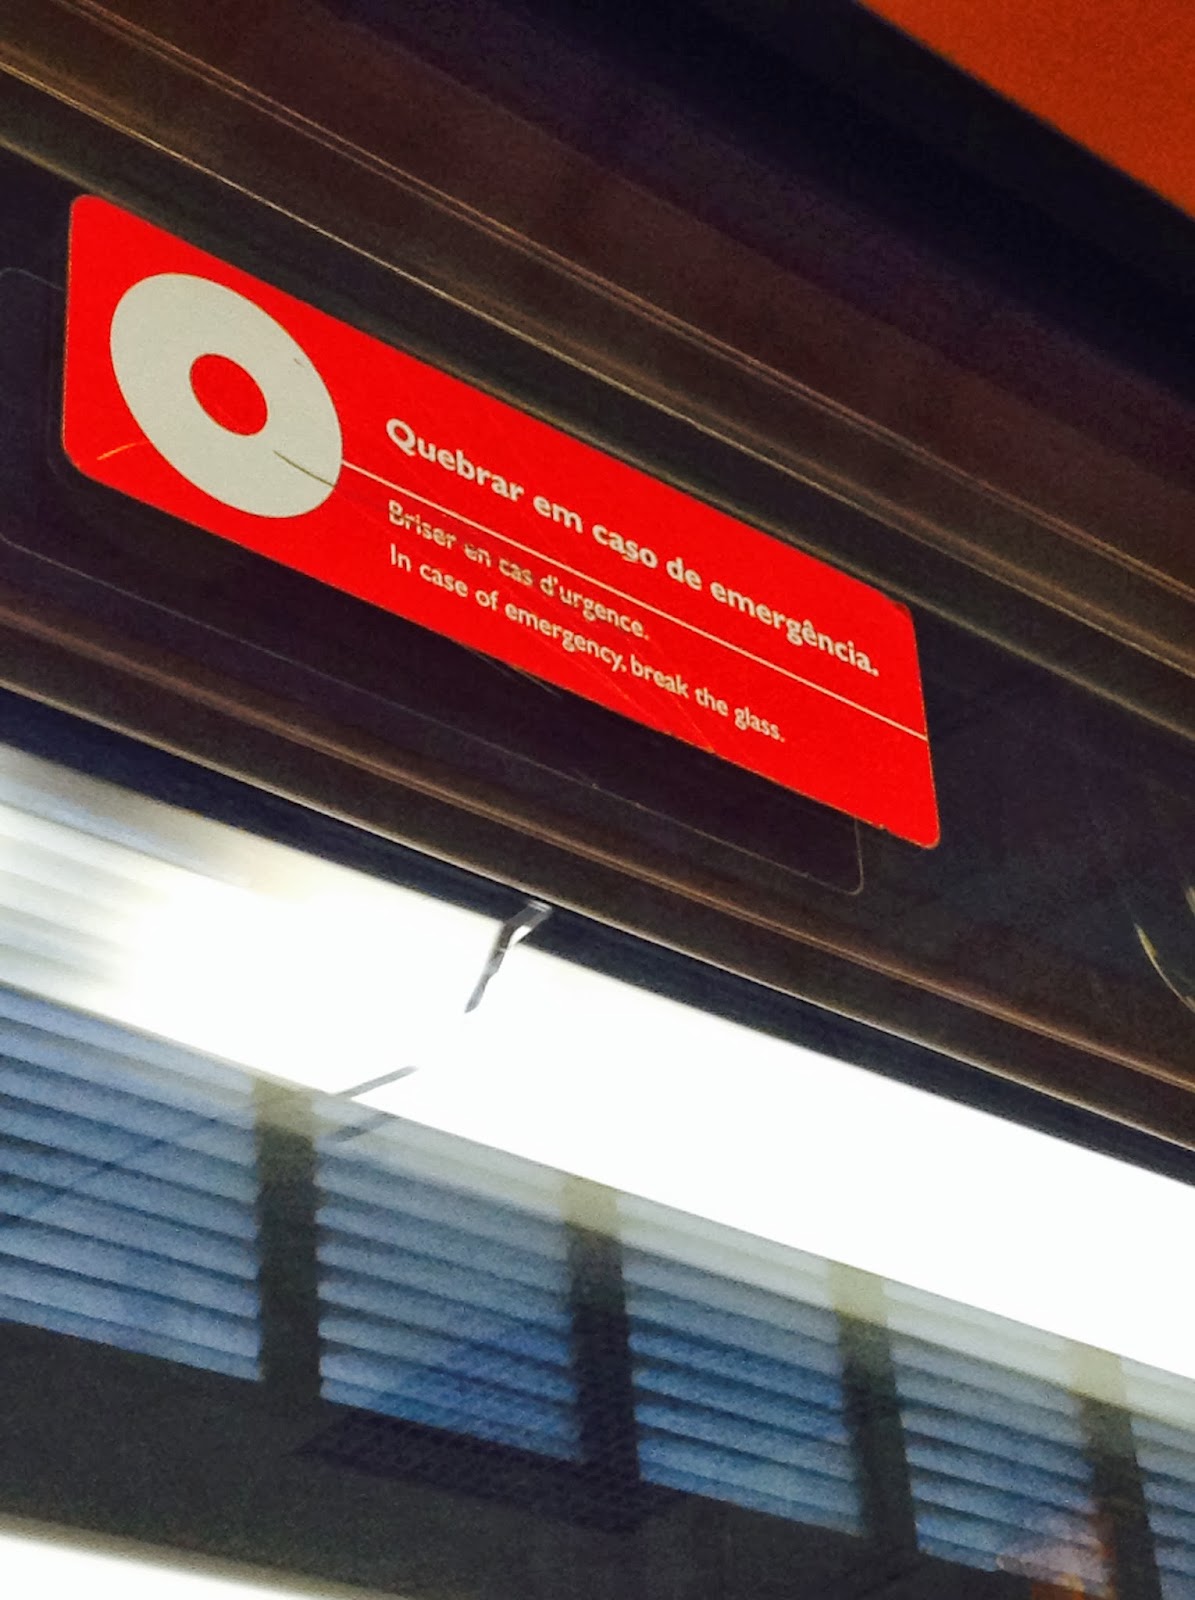 Quebrar em caso de emergência.
Briser en cas d'urgence.
In case of emergency, break the glass.